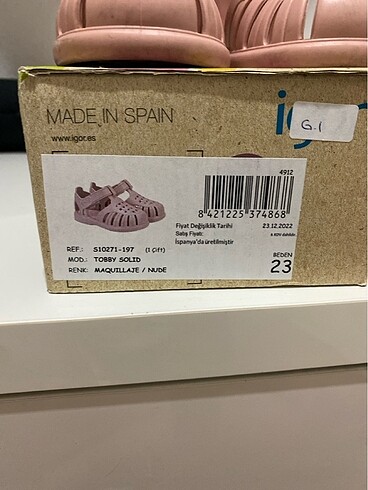 MADE IN SPAIN
www.igor.es
ig
G.1
4912
8 421225 374868
Fiyat Değişiklik Tarihi 23.12.2022
Satış Fiyatı:
İspanya'da üretilmiştir
REF.: S10271-197 (1 Çift)
MOD.: TOBBY SOLID
RENK: MAQUILLAJE / NUDE
BEDEN
23